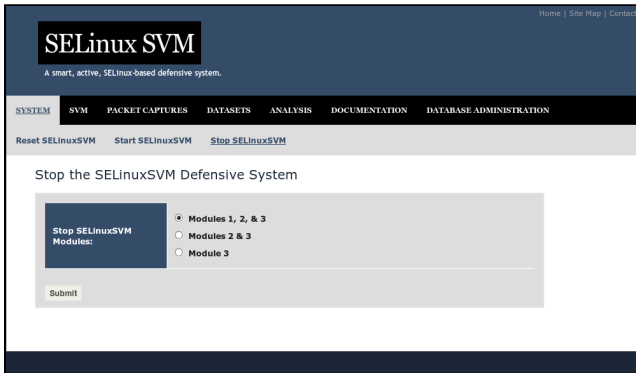 Home | Site Map | Contact
SELinux SVM
A smart, active, SELinux-based defensive system.
SYSTEM SVM PACKET CAPTURES DATASETS ANALYSIS DOCUMENTATION DATABASE ADMINISTRATION
Reset SELinuxSVM Start SELinuxSVM Stop SELinuxSVM
Stop the SELinuxSVM Defensive System
Stop SELinuxSVM
Modules:
Modules 1, 2, & 3
Modules 2 & 3
Module 3
Submit